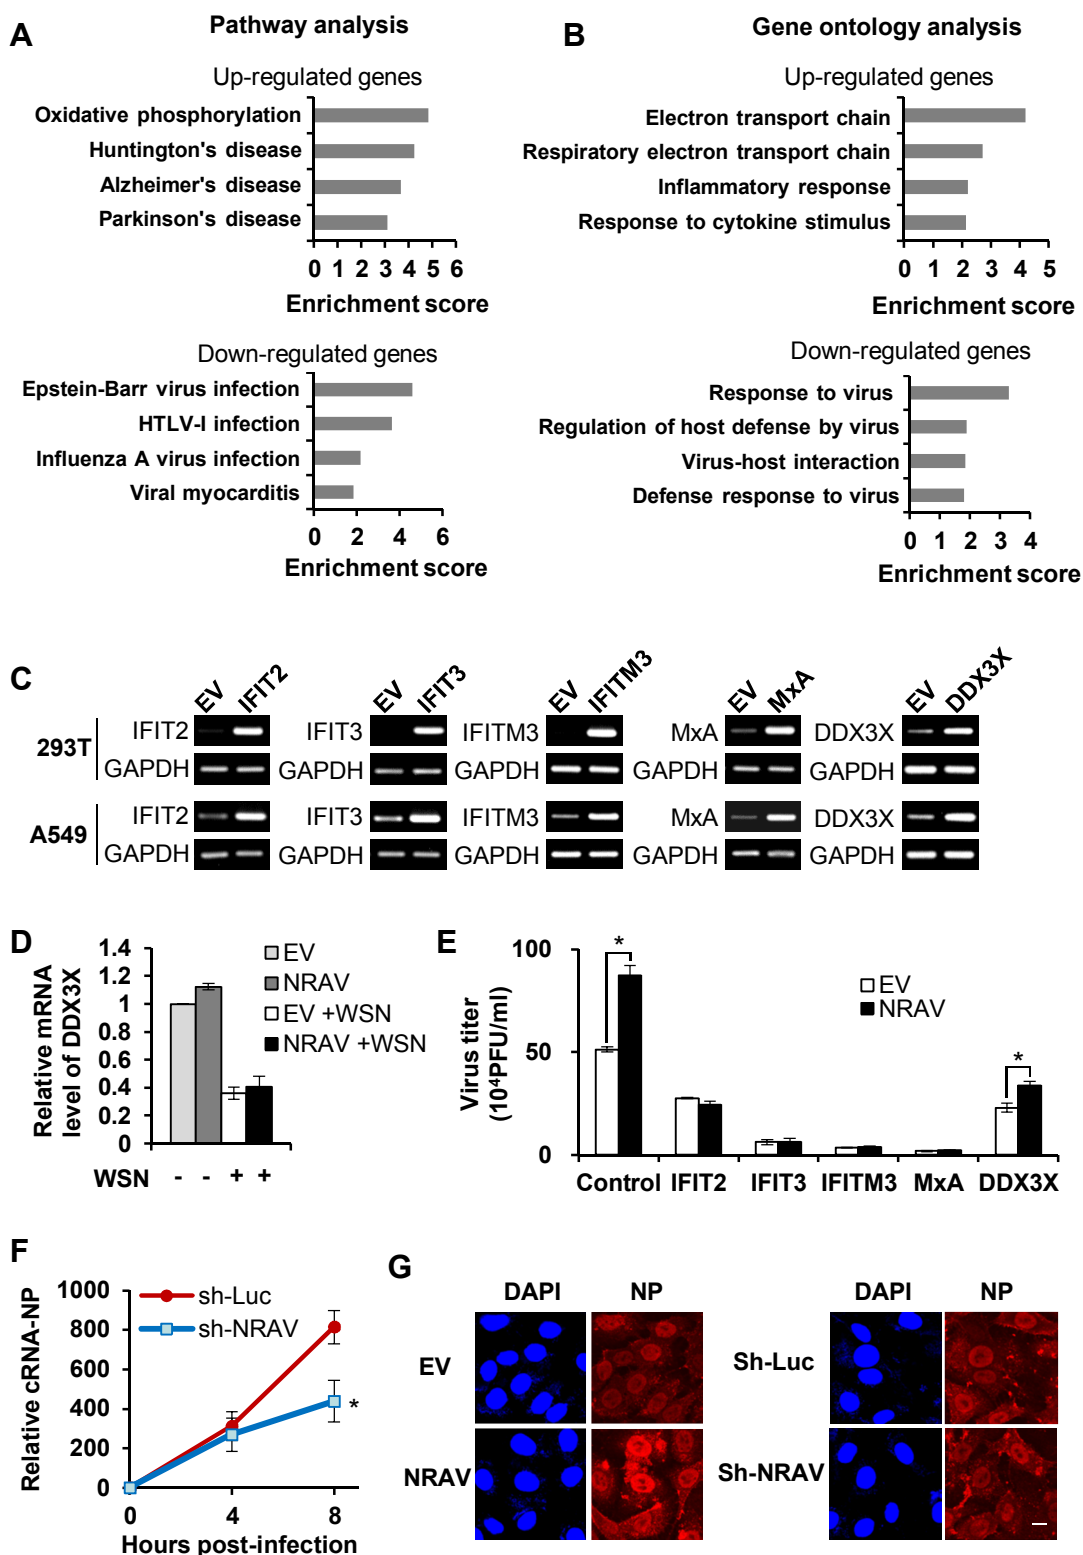 A
Pathway analysis
Up-regulated genes
Oxidative phosphorylation
Huntington's disease
Alzheimer's disease
Parkinson's disease
0 1 2 3 4 5 6
Enrichment score
Down-regulated genes
Epstein-Barr virus infection
HTLV-I infection
Influenza A virus infection
Viral myocarditis
0 2 4 6
Enrichment score
B
Gene ontology analysis
Up-regulated genes
Electron transport chain
Respiratory electron transport chain
Inflammatory response
Response to cytokine stimulus
0 1 2 3 4 5
Enrichment score
Down-regulated genes
Response to virus
Regulation of host defense by virus
Virus-host interaction
Defense response to virus
0 1 2 3 4
Enrichment score
C
EV IFIT2 EV IFIT3 EV IFITM3 EV MxA EV DDX3X
293T
IFIT2 IFIT3 IFITM3 MxA DDX3X
GAPDH GAPDH GAPDH GAPDH GAPDH
A549
IFIT2 IFIT3 IFITM3 MxA DDX3X
GAPDH GAPDH GAPDH GAPDH GAPDH
D
Relative mRNA
level of DDX3X
1.4
1.2
1
0.8
0.6
0.4
0.2
0
EV
NRAV
EV +WSN
NRAV +WSN
WSN - - + +
E
Virus titer
(10⁴PFU/ml)
100
50
0
*
*
EV
NRAV
Control IFIT2 IFIT3 IFITM3 MxA DDX3X
F
Relative cRNA-NP
1000
800
600
400
200
0
sh-Luc
sh-NRAV
*
0 4 8
Hours post-infection
G
DAPI NP DAPI NP
EV Sh-Luc
NRAV Sh-NRAV